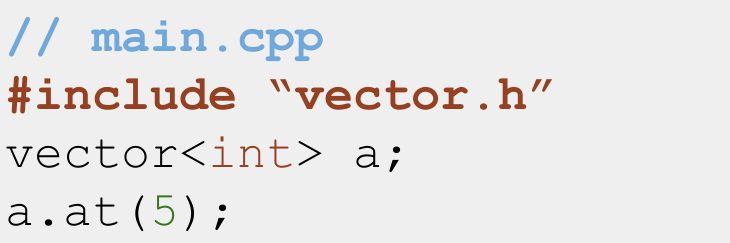 // main.cpp
#include “vector.h”
vector<int> a;
a.at(5);